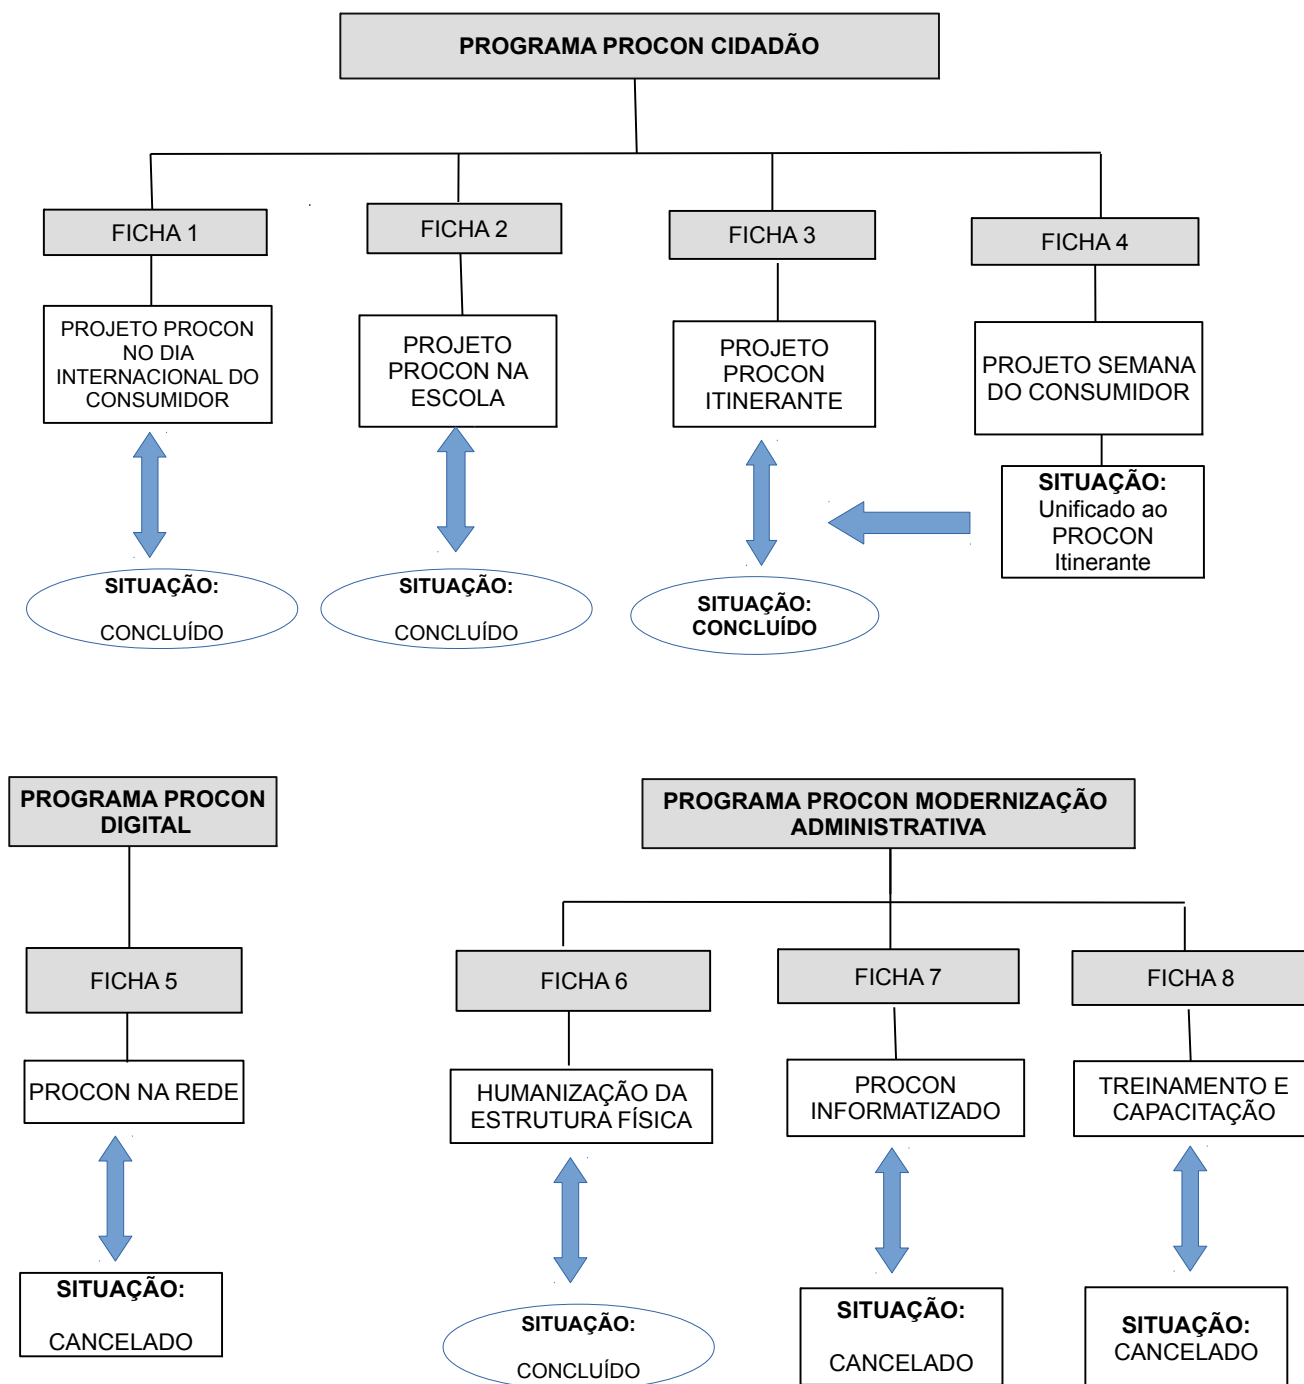 PROGRAMA PROCON CIDADÃO
FICHA 1
FICHA 2
FICHA 3
FICHA 4
PROJETO PROCON
NO DIA
INTERNACIONAL DO
CONSUMIDOR
PROJETO
PROCON NA
ESCOLA
PROJETO
PROCON
ITINERANTE
PROJETO SEMANA
DO CONSUMIDOR
SITUAÇÃO:
Unificado ao
PROCON
Itinerante
SITUAÇÃO:
CONCLUÍDO
SITUAÇÃO:
CONCLUÍDO
SITUAÇÃO:
CONCLUÍDO
PROGRAMA PROCON
DIGITAL
PROGRAMA PROCON MODERNIZAÇÃO
ADMINISTRATIVA
FICHA 5
FICHA 6
FICHA 7
FICHA 8
PROCON NA REDE
HUMANIZAÇÃO DA
ESTRUTURA FÍSICA
PROCON
INFORMATIZADO
TREINAMENTO E
CAPACITAÇÃO
SITUAÇÃO:
CANCELADO
SITUAÇÃO:
CONCLUÍDO
SITUAÇÃO:
CANCELADO
SITUAÇÃO:
CANCELADO